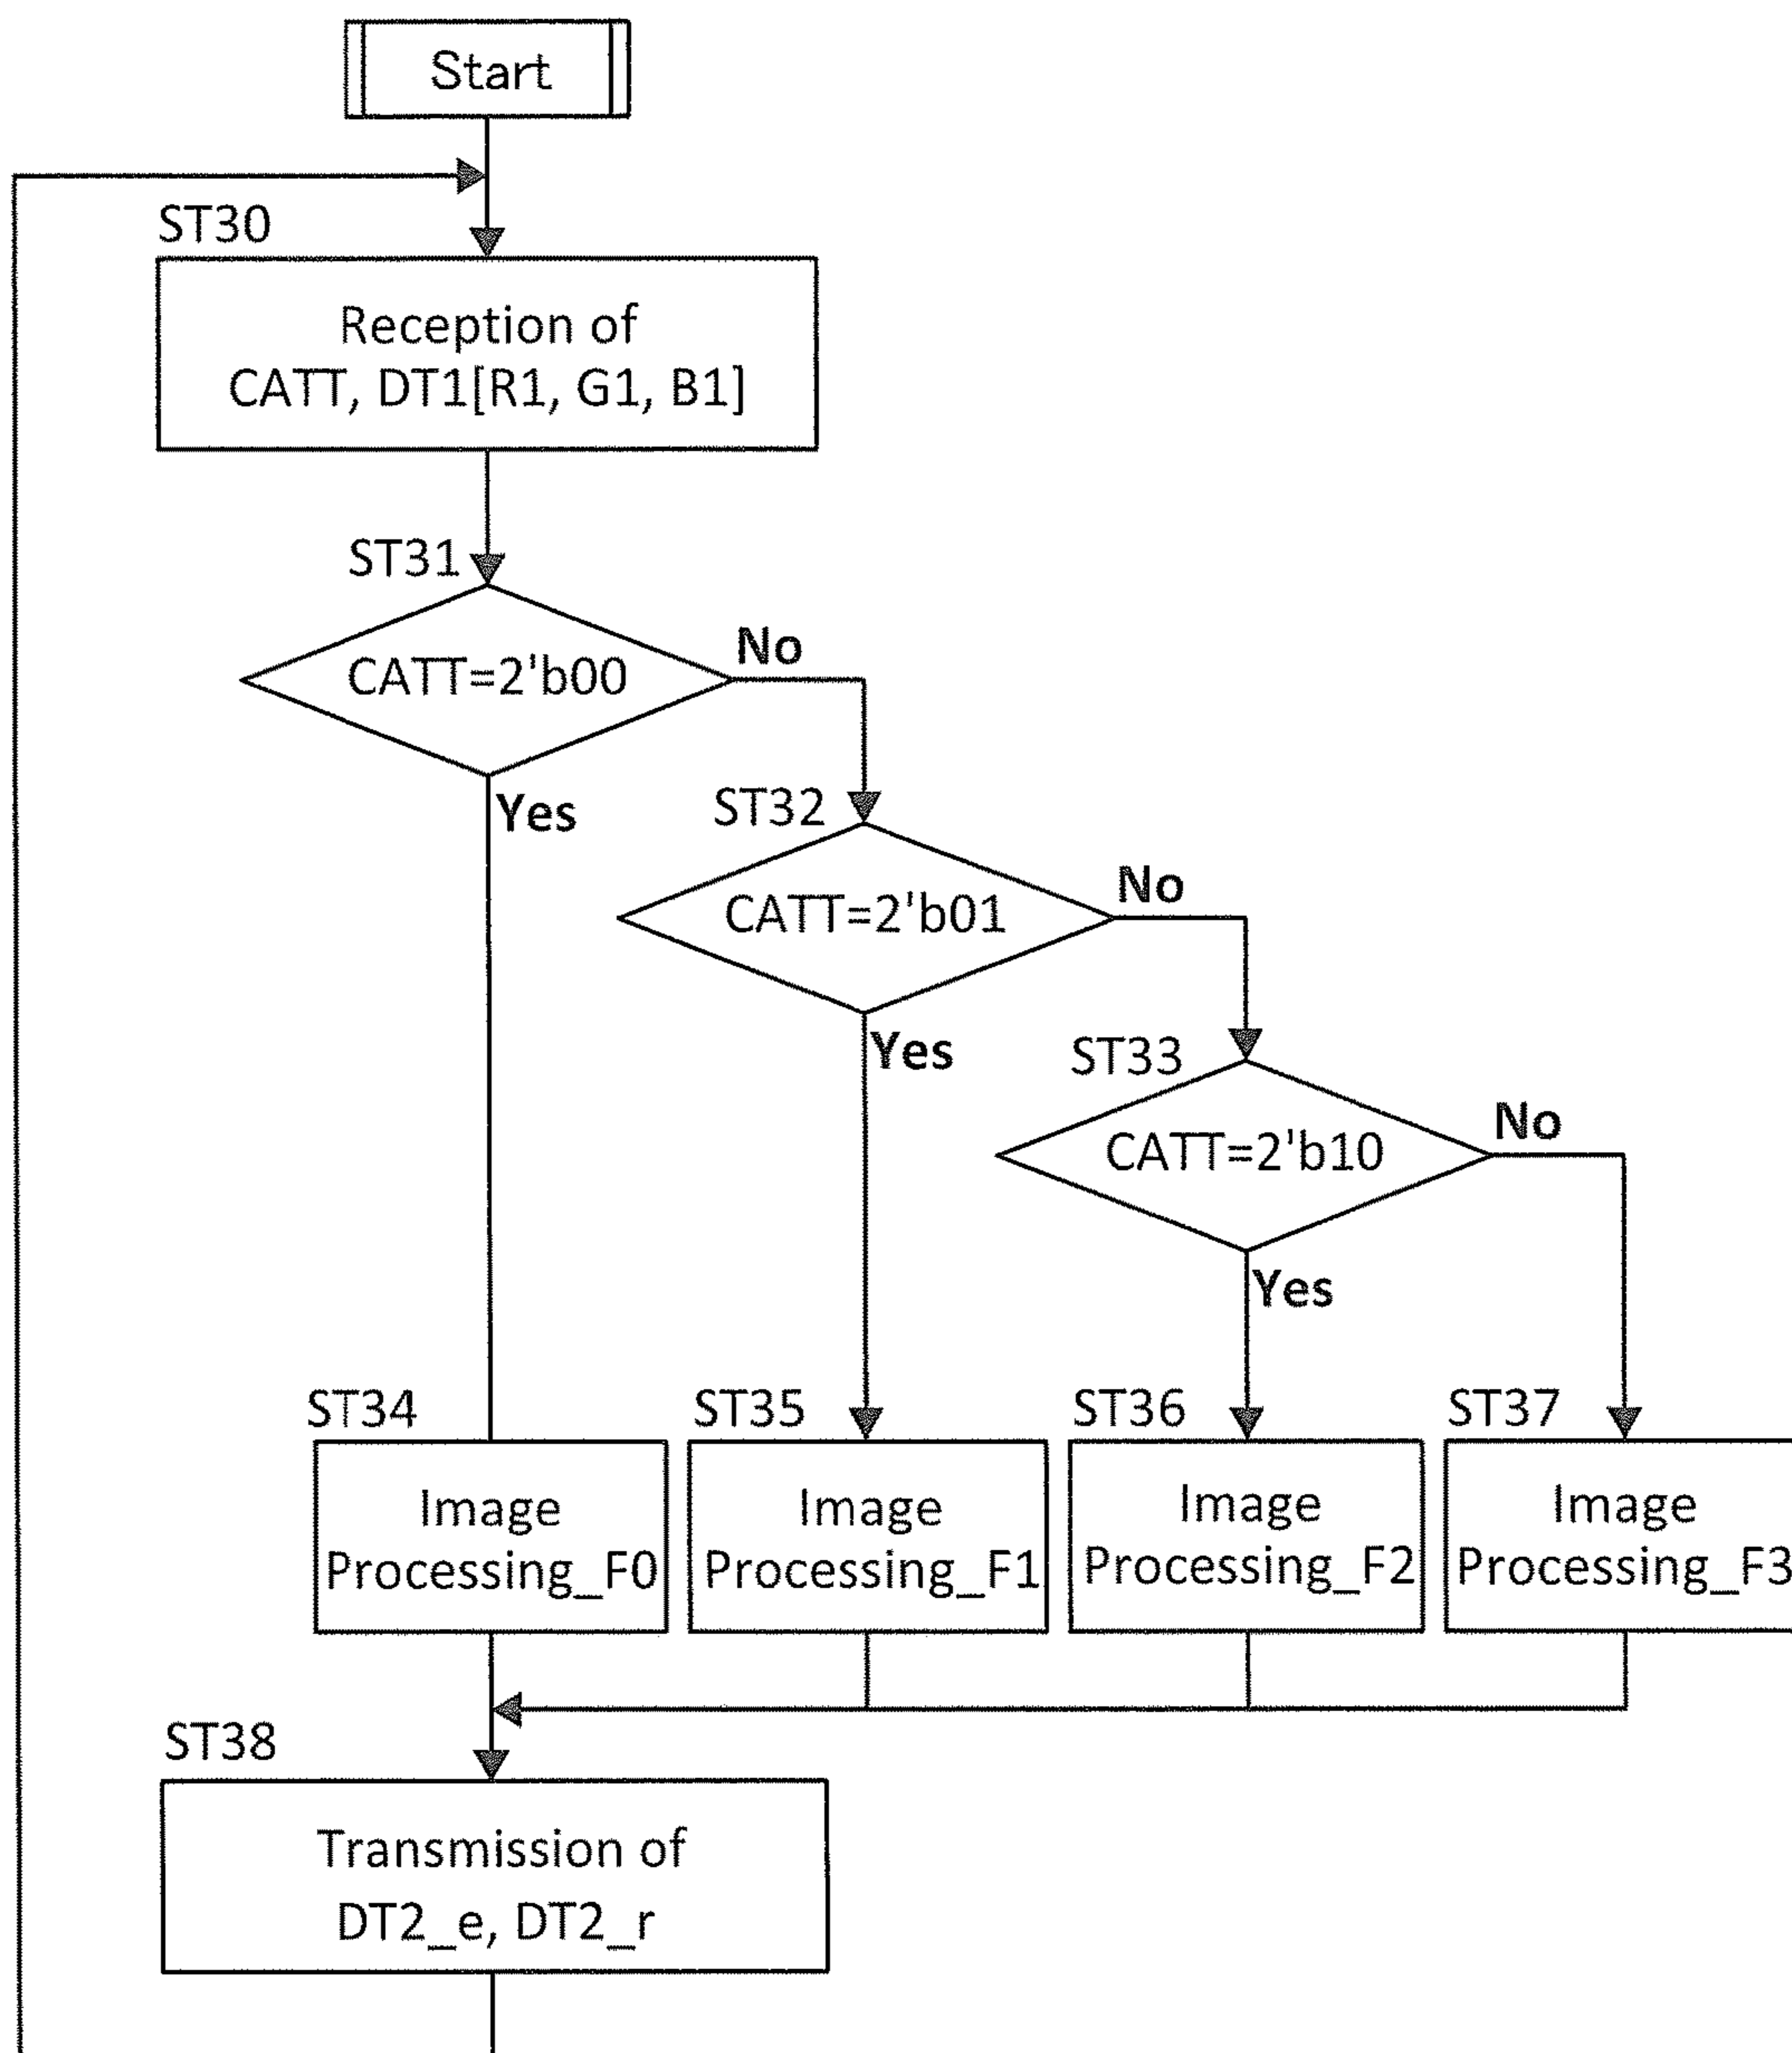 Start
ST30
Reception of
CATT, DT1[R1, G1, B1]
ST31
CATT=2'b00
No
Yes
ST32
CATT=2'b01
No
Yes
ST33
CATT=2'b10
No
Yes
ST34
Image
Processing_F0
ST35
Image
Processing_F1
ST36
Image
Processing_F2
ST37
Image
Processing_F3
ST38
Transmission of
DT2_e, DT2_r